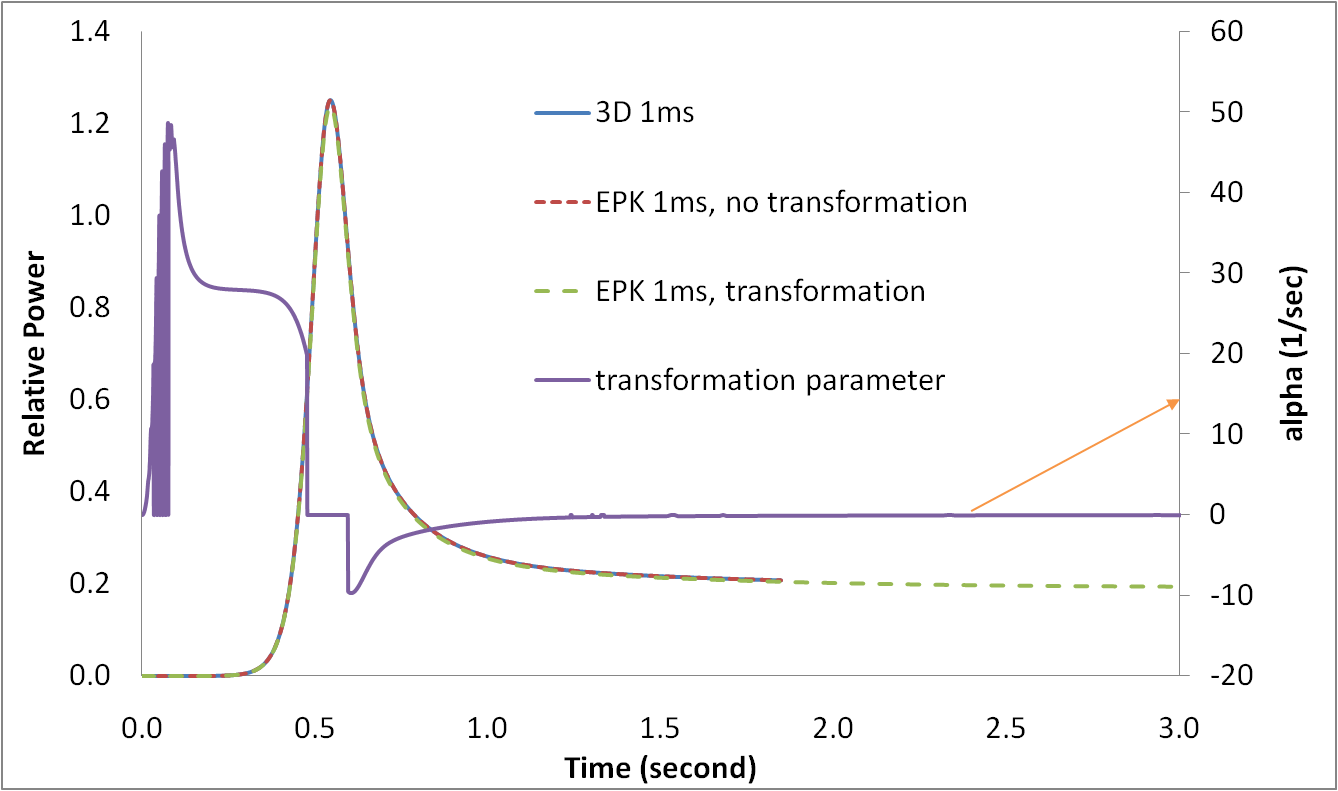 1.4
1.2
1.0
0.8
0.6
0.4
0.2
0.0
Relative Power
3D 1ms
EPK 1ms, no transformation
EPK 1ms, transformation
transformation parameter
60
50
40
30
20
10
0
-10
-20
alpha (1/sec)
0.0 0.5 1.0 1.5 2.0 2.5 3.0
Time (second)